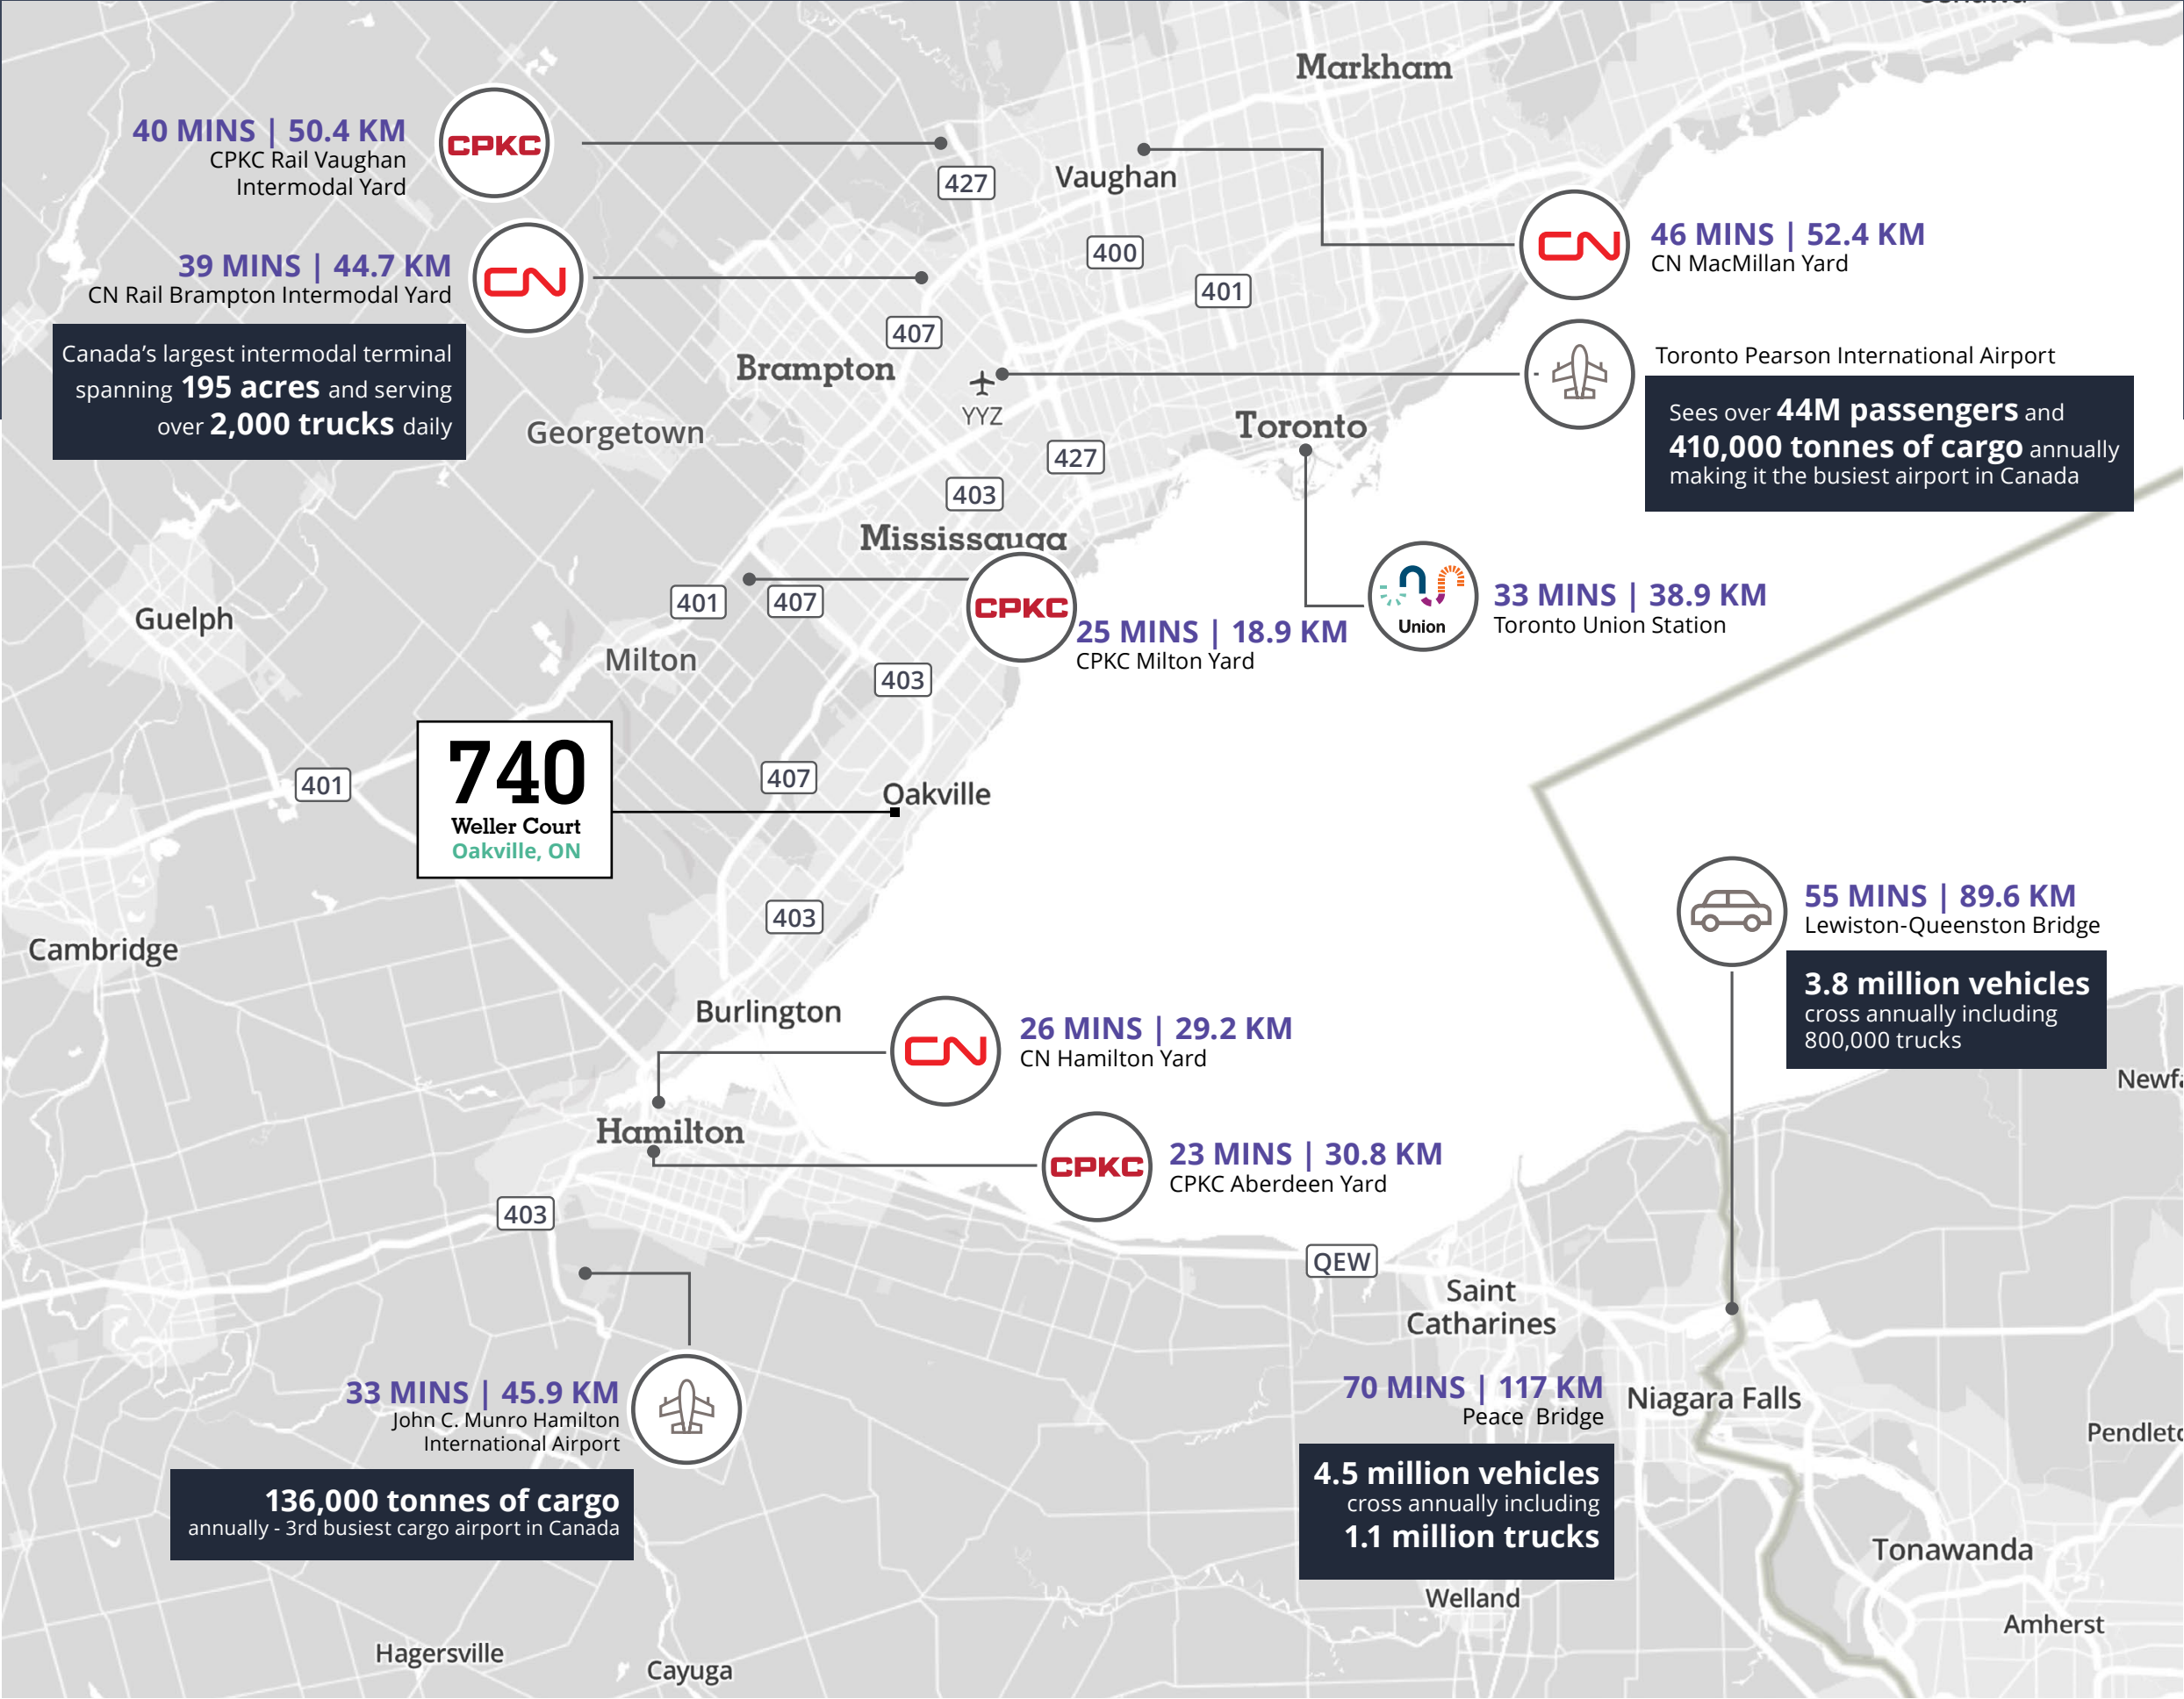 Markham
40 MINS | 50.4 KM
CPKC Rail Vaughan
Intermodal Yard
CPKC
427
Vaughan
400
401
CN
46 MINS | 52.4 KM
CN MacMillan Yard
39 MINS | 44.7 KM
CN Rail Brampton Intermodal Yard
CN
Canada's largest intermodal terminal
spanning 195 acres and serving
over 2,000 trucks daily
407
Brampton
Georgetown
YYZ
Toronto
427
403
Toronto Pearson International Airport
Sees over 44M passengers and
410,000 tonnes of cargo annually
making it the busiest airport in Canada
Mississauga
401
407
CPKC
25 MINS | 18.9 KM
CPKC Milton Yard
Union
33 MINS | 38.9 KM
Toronto Union Station
Guelph
Milton
403
740
Weller Court
Oakville, ON
401
407
Oakville
403
Cambridge
55 MINS | 89.6 KM
Lewiston-Queenston Bridge
3.8 million vehicles
cross annually including
800,000 trucks
Burlington
CN
26 MINS | 29.2 KM
CN Hamilton Yard
Hamilton
CPKC
23 MINS | 30.8 KM
CPKC Aberdeen Yard
403
QEW
Saint
Catharines
33 MINS | 45.9 KM
John C. Munro Hamilton
International Airport
136,000 tonnes of cargo
annually - 3rd busiest cargo airport in Canada
70 MINS | 117 KM
Peace Bridge
4.5 million vehicles
cross annually including
1.1 million trucks
Niagara Falls
Welland
Tonawanda
Amherst
Hagersville
Cayuga